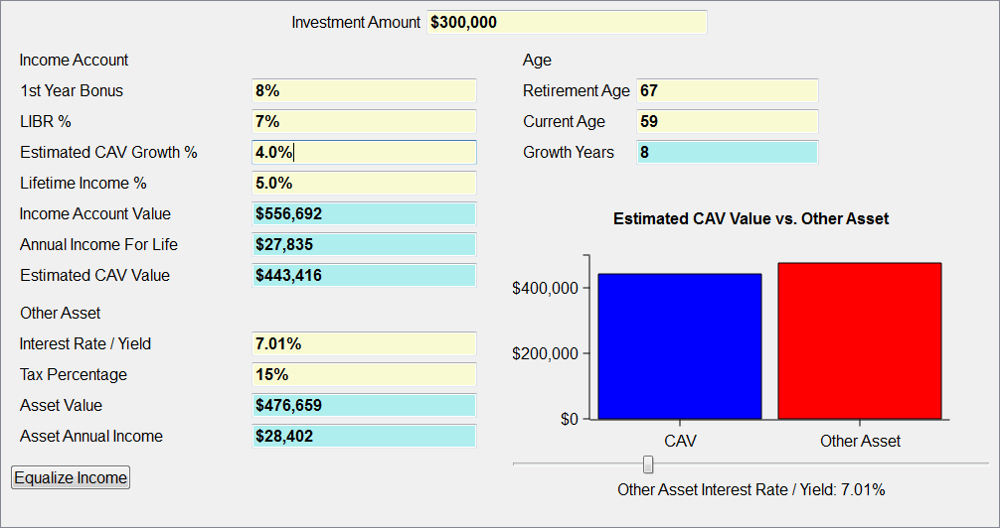 Investment Amount $300,000
Income Account
1st Year Bonus 8%
LIBR % 7%
Estimated CAV Growth % 4.0%
Lifetime Income % 5.0%
Income Account Value $556,692
Annual Income For Life $27,835
Estimated CAV Value $443,416
Other Asset
Interest Rate / Yield 7.01%
Tax Percentage 15%
Asset Value $476,659
Asset Annual Income $28,402
Equalize Income
Age
Retirement Age 67
Current Age 59
Growth Years 8
Estimated CAV Value vs. Other Asset
$400,000
$200,000
$0
CAV Other Asset
Other Asset Interest Rate / Yield: 7.01%